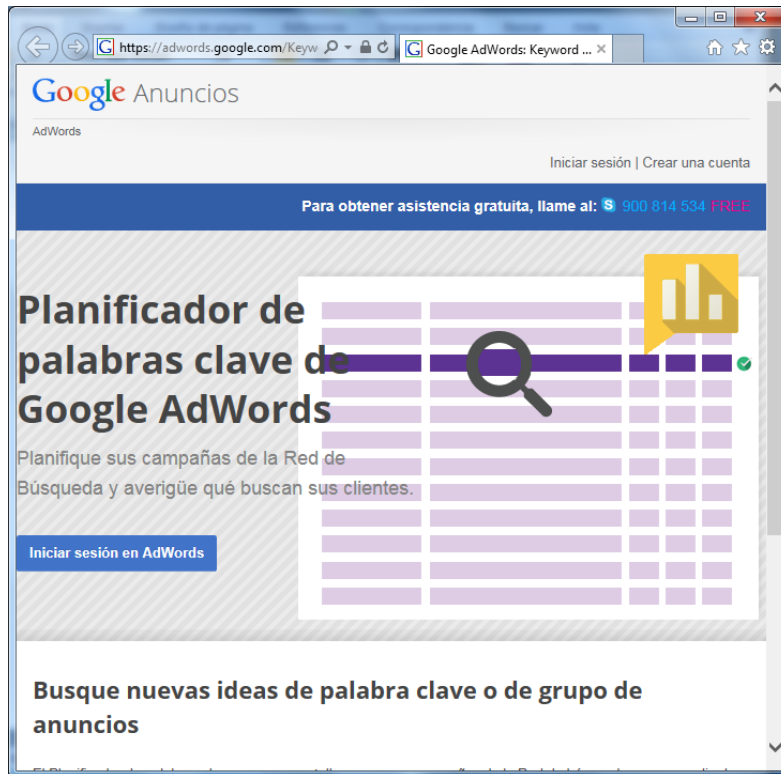 https://adwords.google.com/Keyw
Google AdWords: Keyword ...
Google Anuncios
AdWords
Iniciar sesión | Crear una cuenta
Para obtener asistencia gratuita, llame al: 900 814 534 FREE
Planificador de
palabras clave de
Google AdWords
Planifique sus campañas de la Red de
Búsqueda y averigüe qué buscan sus clientes.
Iniciar sesión en AdWords
Busque nuevas ideas de palabra clave o de grupo de
anuncios